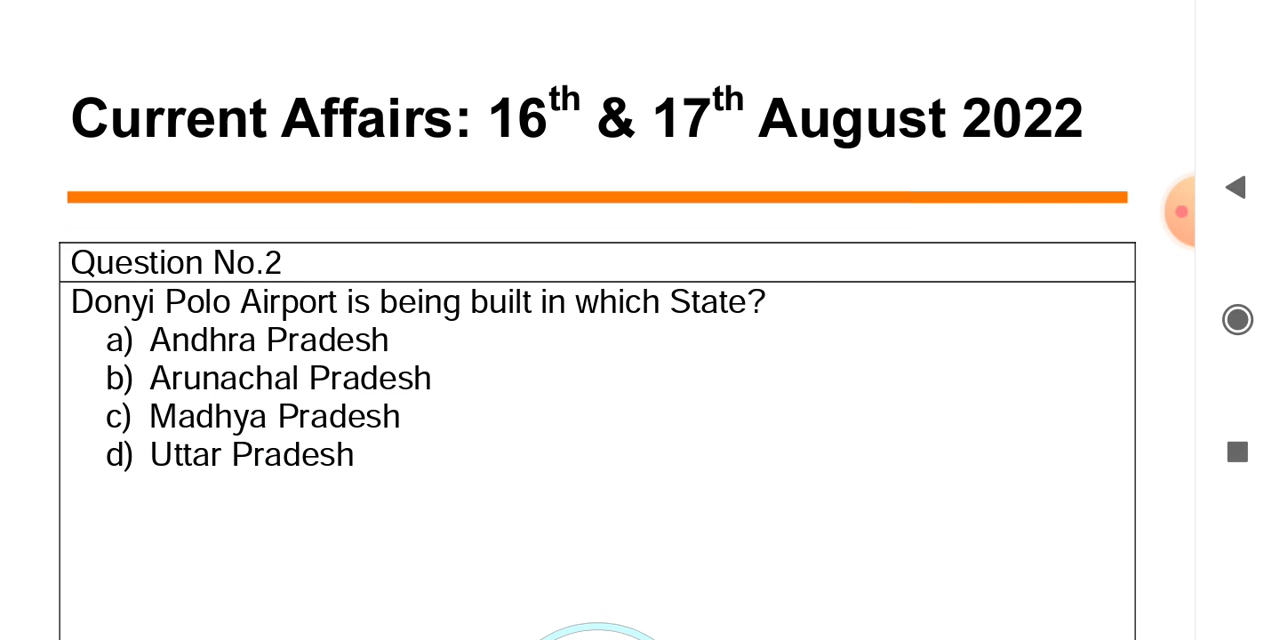 Current Affairs: 16th & 17th August 2022
Question No.2
Donyi Polo Airport is being built in which State?
a) Andhra Pradesh
b) Arunachal Pradesh
c) Madhya Pradesh
d) Uttar Pradesh